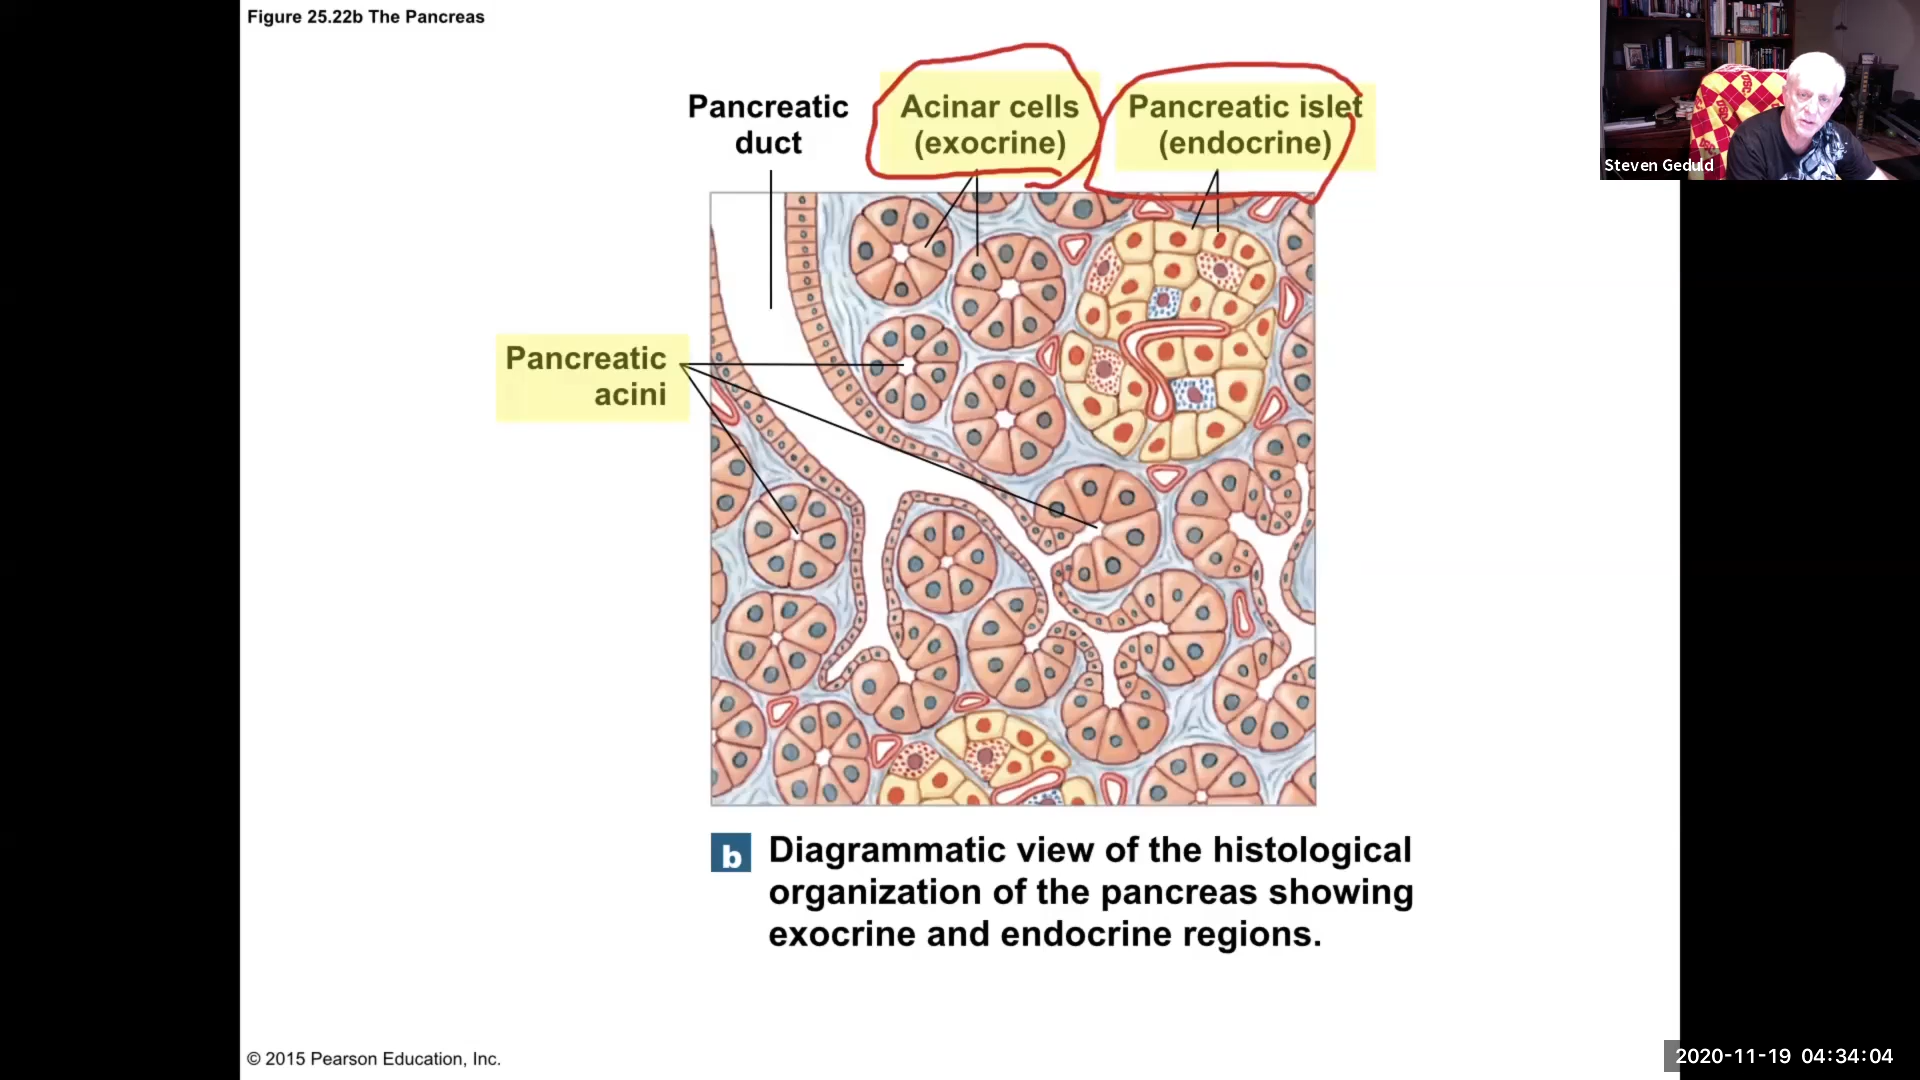 Figure 25.22b The Pancreas
Pancreatic
duct
Acinar cells
(exocrine)
Pancreatic islet
(endocrine)
Steven Geduld
Pancreatic
acini
b
Diagrammatic view of the histological
organization of the pancreas showing
exocrine and endocrine regions.
© 2015 Pearson Education, Inc.
2020-11-19 04:34:04